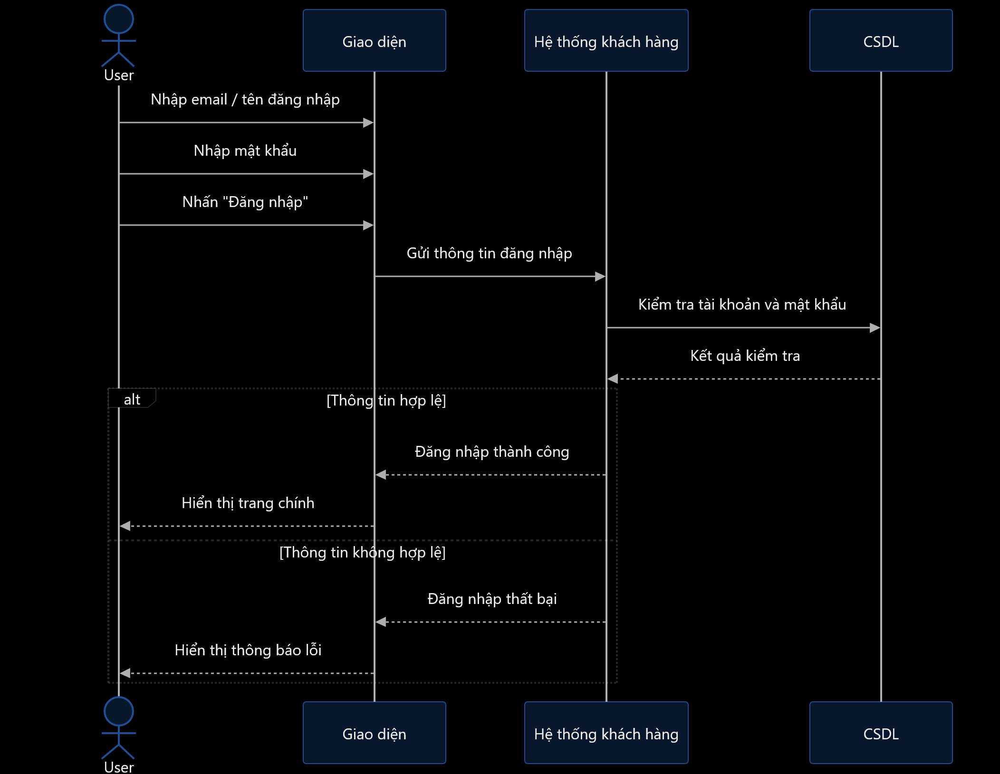 User
Giao diện
Hệ thống khách hàng
CSDL
Nhập email / tên đăng nhập
Nhập mật khẩu
Nhấn "Đăng nhập"
Gửi thông tin đăng nhập
Kiểm tra tài khoản và mật khẩu
Kết quả kiểm tra
alt
[Thông tin hợp lệ]
Đăng nhập thành công
Hiển thị trang chính
[Thông tin không hợp lệ]
Đăng nhập thất bại
Hiển thị thông báo lỗi
User
Giao diện
Hệ thống khách hàng
CSDL